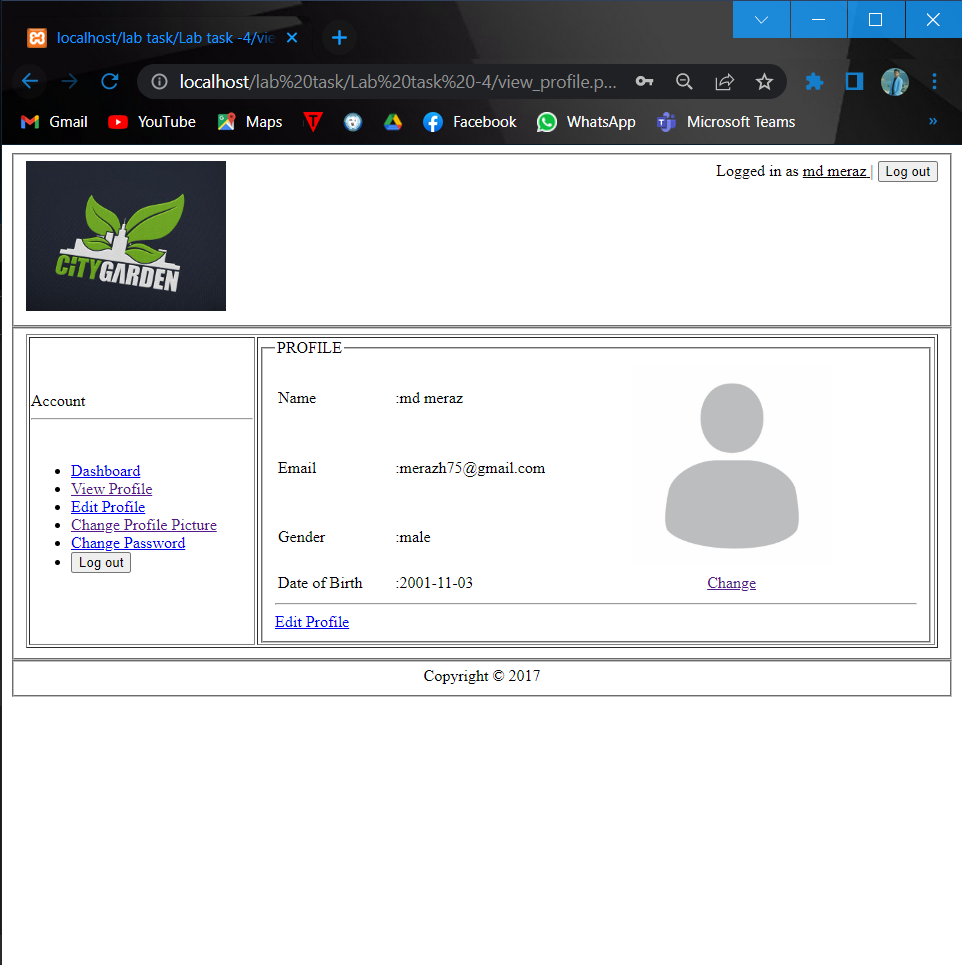 localhost/lab task/Lab task -4/vie
localhost/lab%20task/Lab%20task%20-4/view_profile.p...
Gmail YouTube Maps Facebook WhatsApp Microsoft Teams »
Logged in as md meraz | Log out
CITYGARDEN
PROFILE
Account
Name :md meraz
Email :merazh75@gmail.com
Gender :male
Date of Birth :2001-11-03
Change
Edit Profile
Dashboard
View Profile
Edit Profile
Change Profile Picture
Change Password
Log out
Copyright © 2017